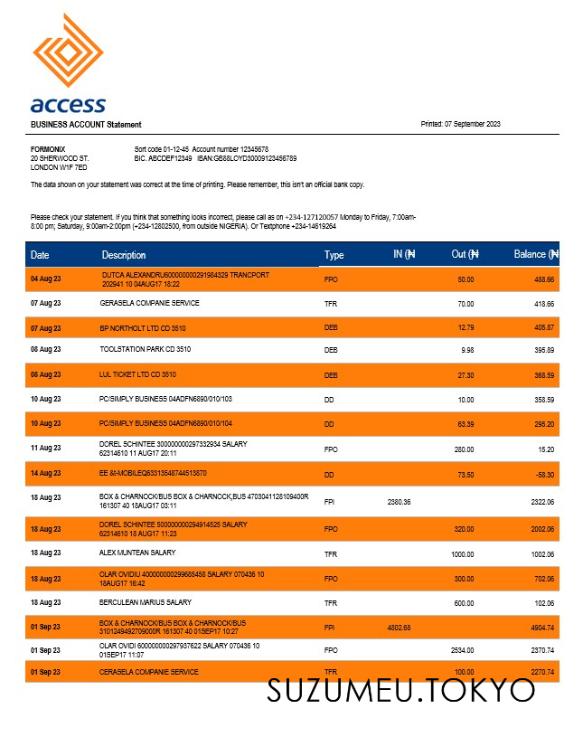 access
BUSINESS ACCOUNT Statement Printed: 07 September 2023
FORMONIX Sort code 01-12-45 Account number 12345678
20 SHERWOOD ST. BIC. ABCDEF12349 IBAN:GB88LOYD30009123456789
LONDON W1F 7ED
The data shown on your statement was correct at the time of printing. Please remember, this isn't an official bank copy.
Please check your statement. If you think that something looks incorrect, please call as on +234-127120057 Monday to Friday, 7:00am-
8:00 pm; Saturday, 9:00am-2:00pm (+234-12802500, from outside NIGERIA). Or Textphone +234-14619264
Date Description Type IN (₦ Out (₦ Balance (₦
04 Aug 23 DUTCA ALEXANDRU600000000291984329 TRANCPORT
202941 10 04AUG17 18:22 FPO 50.00 488.66
07 Aug 23 GERASELA COMPANIE SERVICE TFR 70.00 418.66
07 Aug 23 BP NORTHOLT LTD CD 3510 DEB 12.79 405.87
08 Aug 23 TOOLSTATION PARK CD 3510 DEB 9.98 395.89
08 Aug 23 LUL TICKET LTD CD 3510 DEB 27.30 368.59
10 Aug 23 PC/SIMPLY BUSINESS 04ADFN6890/010/103 DD 10.00 358.59
10 Aug 23 PC/SIMPLY BUSINESS 04ADFN6890/010/104 DD 63.39 295.20
11 Aug 23 DOREL SCHINTEE 300000000297332934 SALARY
62314610 11 AUG17 20:11 FPO 280.00 15.20
14 Aug 23 EE &I-MOBILEQ63313548744513870 DD 73.50 -58.30
18 Aug 23 BOX & CHARNOCK/BUS BOX & CHARNOCK,BUS 4703041128109400R
161307 40 18AUG17 03:11 FPI 2380.36 2322.06
18 Aug 23 DOREL SCHINTEE 500000000294914525 SALARY
62314610 18 AUG17 11:23 FPO 320.00 2002.06
18 Aug 23 ALEX MUNTEAN SALARY TFR 1000.00 1002.06
18 Aug 23 OLAR OVIDIU 400000000299685458 SALARY 070436 10
18AUG17 16:42 FPO 300.00 702.06
18 Aug 23 BERCULEAN MARIUS SALARY TFR 600.00 102.06
01 Sep 23 BOX & CHARNOCK/BUS BOX & CHARNOCK/BUS
3101249492709000R 161307 40 01SEP17 10:27 FPI 4802.68 4904.74
01 Sep 23 OLAR OVIDI 600000000297937622 SALARY 070436 10
01SEP17 11:07 FPO 2534.00 2370.74
01 Sep 23 CERASELA COMPANIE SERVICE TFR 100.00 2270.74
SUZUMEU.TOKYO